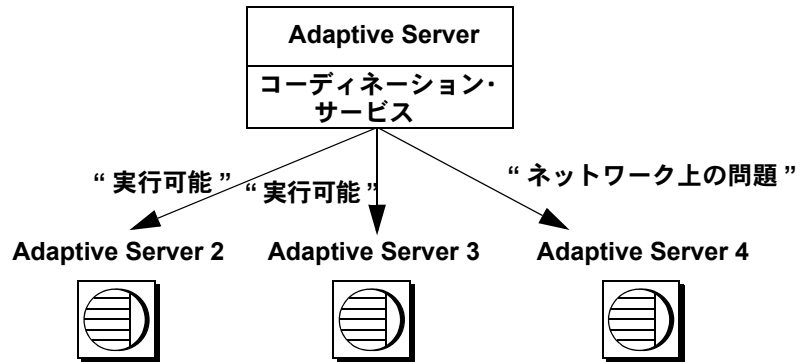 Adaptive Server
コーディネーション・
サービス
“ 実行可能 ”
“ 実行可能 ”
“ ネットワーク上の問題 ”
Adaptive Server 2
Adaptive Server 3
Adaptive Server 4